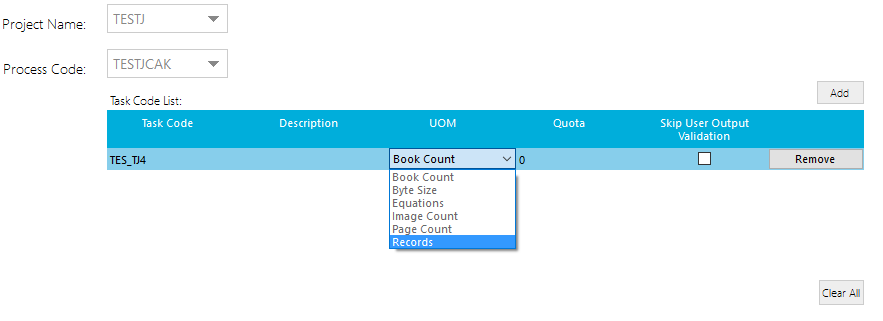 Project Name: TESTJ
Process Code: TESTJCAK
Add
Task Code List:
Task Code Description UOM Quota Skip User Output
Validation
TES_TJ4 Book Count 0 Remove
Book Count
Byte Size
Equations
Image Count
Page Count
Records
Clear All